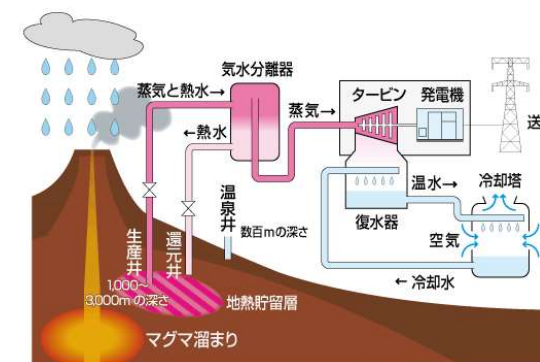 気水分離器
蒸気と熱水→
←熱水
蒸気→
タービン
発電機
送
温泉井
数百mの深さ
復水器
温水→
冷却塔
空気
← 冷却水
生産井
還元井
1,000～
3,000mの深さ
地熱貯留層
マグマ溜まり